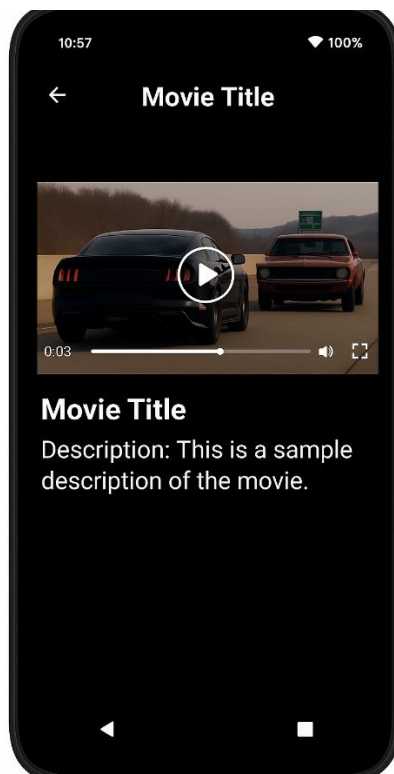 10:57
100%
Movie Title
0:03
Movie Title
Description: This is a sample
description of the movie.